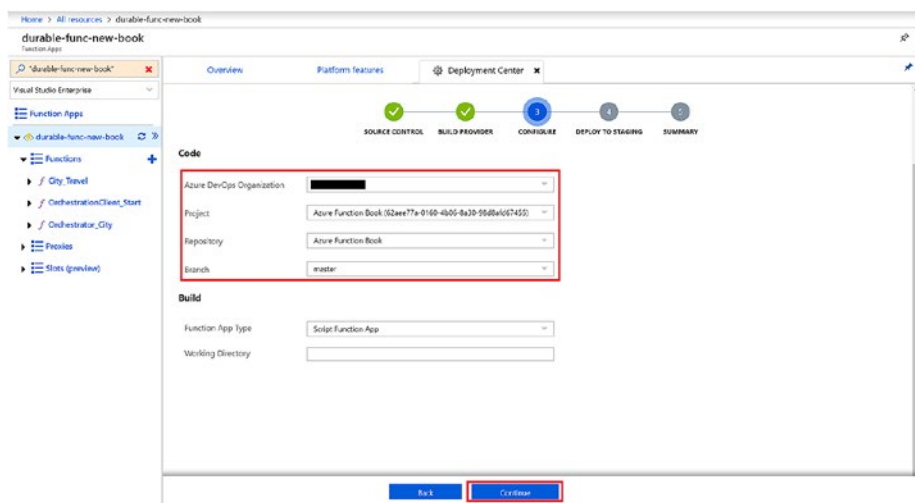 Home > All resources > durable-func-new-book
durable-func-new-book
Function Apps
"durable-func-new-book"
Visual Studio Enterprise
Function Apps
durable-func-new-book
Functions
City_Travel
OrchestrationClient_Start
Orchestrator_City
Proxies
Slots (preview)
Overview
Platform features
Deployment Center
3
4
5
SOURCE CONTROL
BUILD PROVIDER
CONFIGURE
DEPLOY TO STAGING
SUMMARY
Code
Azure DevOps Organization
Project
Azure Function Book
Repository
Azure Function Book
Branch
master
Build
Function App Type
Script Function App
Working Directory
Back
Continue